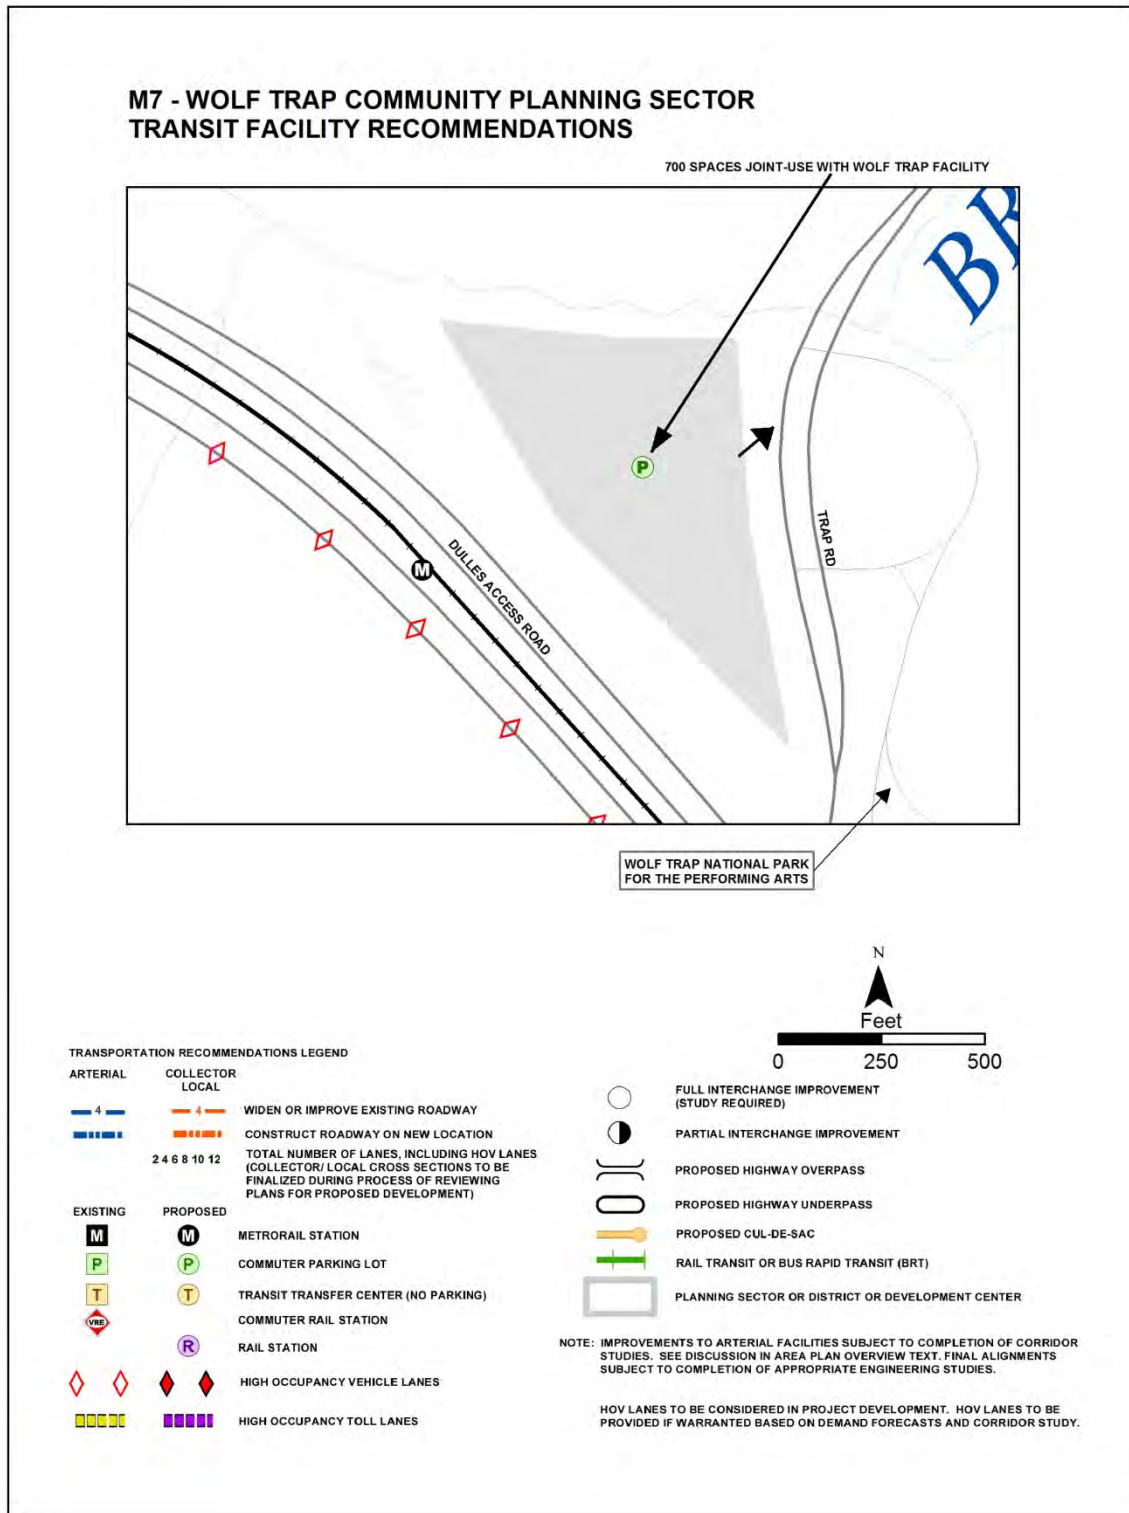 M7 - WOLF TRAP COMMUNITY PLANNING SECTOR
TRANSIT FACILITY RECOMMENDATIONS
700 SPACES JOINT-USE WITH WOLF TRAP FACILITY
BR
P
TRAP RD
DULLES ACCESS ROAD
M
WOLF TRAP NATIONAL PARK
FOR THE PERFORMING ARTS
N
Feet
0 250 500
TRANSPORTATION RECOMMENDATIONS LEGEND
ARTERIAL COLLECTOR
LOCAL
4 4 WIDEN OR IMPROVE EXISTING ROADWAY
CONSTRUCT ROADWAY ON NEW LOCATION
2 4 6 8 10 12 TOTAL NUMBER OF LANES, INCLUDING HOV LANES
(COLLECTOR/ LOCAL CROSS SECTIONS TO BE
FINALIZED DURING PROCESS OF REVIEWING
PLANS FOR PROPOSED DEVELOPMENT)
EXISTING PROPOSED
M M METRORAIL STATION
P P COMMUTER PARKING LOT
T T TRANSIT TRANSFER CENTER (NO PARKING)
VRE COMMUTER RAIL STATION
R RAIL STATION
HIGH OCCUPANCY VEHICLE LANES
HIGH OCCUPANCY TOLL LANES
FULL INTERCHANGE IMPROVEMENT
(STUDY REQUIRED)
PARTIAL INTERCHANGE IMPROVEMENT
PROPOSED HIGHWAY OVERPASS
PROPOSED HIGHWAY UNDERPASS
PROPOSED CUL-DE-SAC
RAIL TRANSIT OR BUS RAPID TRANSIT (BRT)
PLANNING SECTOR OR DISTRICT OR DEVELOPMENT CENTER
NOTE: IMPROVEMENTS TO ARTERIAL FACILITIES SUBJECT TO COMPLETION OF CORRIDOR
STUDIES. SEE DISCUSSION IN AREA PLAN OVERVIEW TEXT. FINAL ALIGNMENTS
SUBJECT TO COMPLETION OF APPROPRIATE ENGINEERING STUDIES.
HOV LANES TO BE CONSIDERED IN PROJECT DEVELOPMENT. HOV LANES TO BE
PROVIDED IF WARRANTED BASED ON DEMAND FORECASTS AND CORRIDOR STUDY.